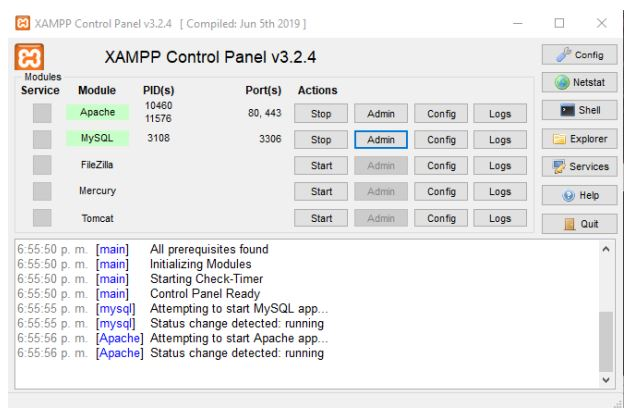 XAMPP Control Panel v3.2.4 [ Compiled: Jun 5th 2019 ]
XAMPP Control Panel v3.2.4
Config
Modules
Service Module PID(s) Port(s) Actions
Netstat
Apache 10460 11576 80, 443 Stop Admin Config Logs
Shell
MySQL 3108 3306 Stop Admin Config Logs
Explorer
FileZilla Start Admin Config Logs
Services
Mercury Start Admin Config Logs
Help
Tomcat Start Admin Config Logs
Quit
6:55:50 p. m. [main] All prerequisites found
6:55:50 p. m. [main] Initializing Modules
6:55:50 p. m. [main] Starting Check-Timer
6:55:50 p. m. [main] Control Panel Ready
6:55:55 p. m. [mysql] Attempting to start MySQL app...
6:55:55 p. m. [mysql] Status change detected: running
6:55:56 p. m. [Apache] Attempting to start Apache app...
6:55:56 p. m. [Apache] Status change detected: running